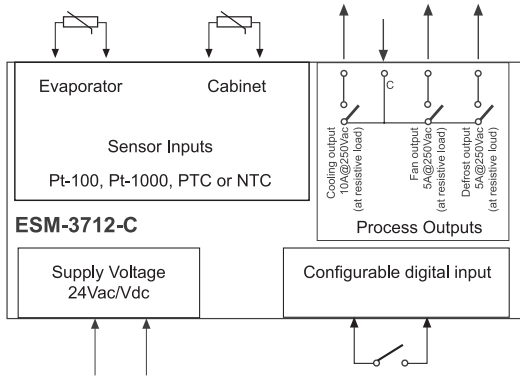 Evaporator
Cabinet
C
Sensor Inputs
Pt-100, Pt-1000, PTC or NTC
Cooling output
10A@250Vac
(at resistive load)
Fan output
5A@250Vac
(at resistive load)
Defrost output
5A@250Vac
(at resistive load)
ESM-3712-C
Process Outputs
Supply Voltage
24Vac/Vdc
Configurable digital input